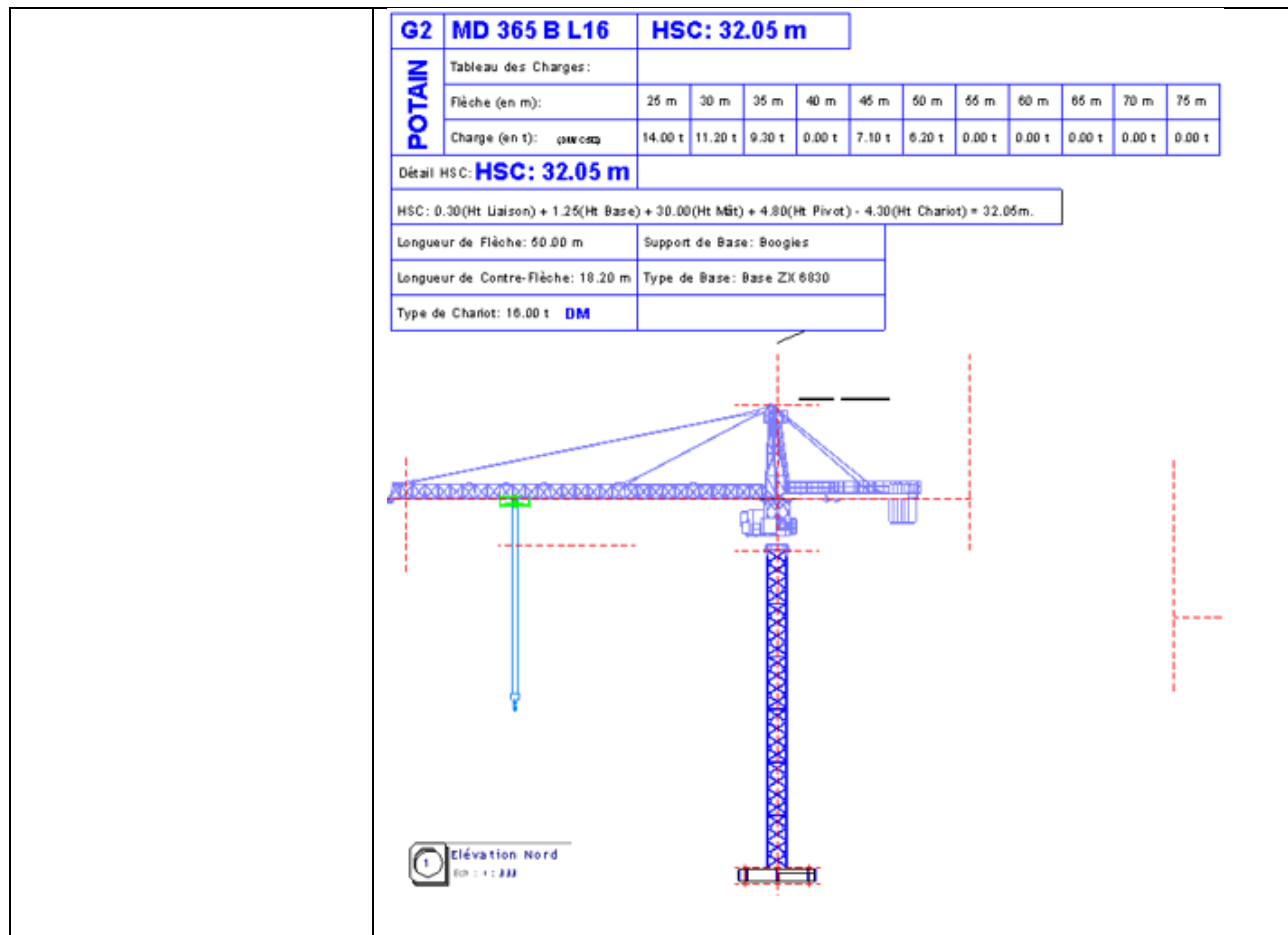 G2 MD 365 B L16 HSC: 32.05 m
POTAIN
Tableau des Charges:
Flèche (en m): 25 m 30 m 35 m 40 m 45 m 50 m 55 m 60 m 65 m 70 m 75 m
Charge (en t): 14.00 t 11.20 t 9.30 t 0.00 t 7.10 t 6.20 t 0.00 t 0.00 t 0.00 t 0.00 t 0.00 t
Détail HSC: HSC: 32.05 m
HSC: 0.30(Ht Liaison) + 1.25(Ht Base) + 30.00(Ht Mât) + 4.80(Ht Pivot) - 4.30(Ht Chariot) = 32.05m.
Longueur de Flèche: 50.00 m Support de Base: Boogies
Longueur de Contre-Flèche: 18.20 m Type de Base: Base ZX 6830
Type de Chariot: 16.00 t DM
1 Elévation Nord